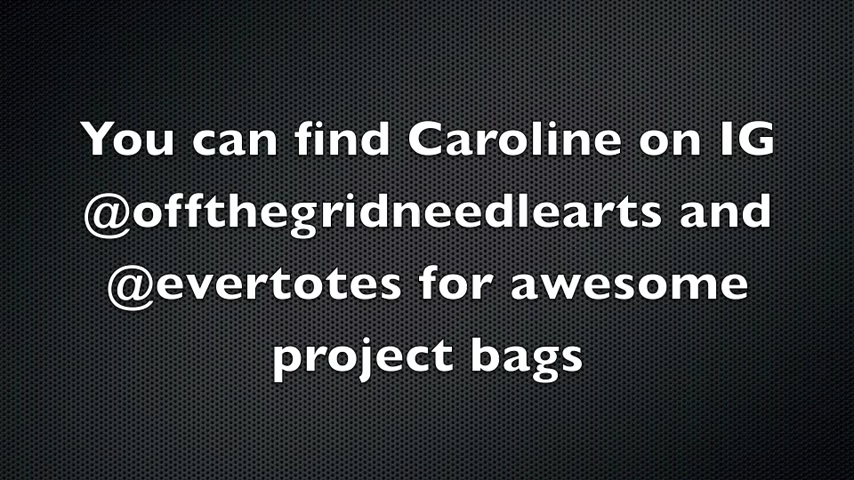 You can find Caroline on IG
@offthegridneedlearts and
@evertotes for awesome
project bags